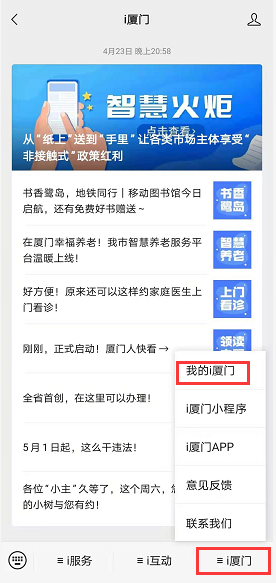 i厦门
4月23日 晚上20:58
智慧火炬
点击查看>
从“纸上”送到“手里”让各类市场主体享受“
非接触式”政策红利
书香鹭岛，地铁同行 | 移动图书馆今日
启航，还有免费好书赠送~
书香
鹭岛
在厦门幸福养老！我市智慧养老服务平
台温暖上线！
智慧
养老
好方便！原来还可以这样约家庭医生上
门看诊！
上门
看诊
刚刚，正式启动！厦门人快看→
领读
全省首创，在这里可以办理！
5月1日起，这么干违法！
各位“小主”久等了，这个周六，
的小树与您有约！
我的i厦门
i厦门小程序
i厦门APP
意见反馈
联系我们
≡ i服务
≡ i互动
≡ i厦门